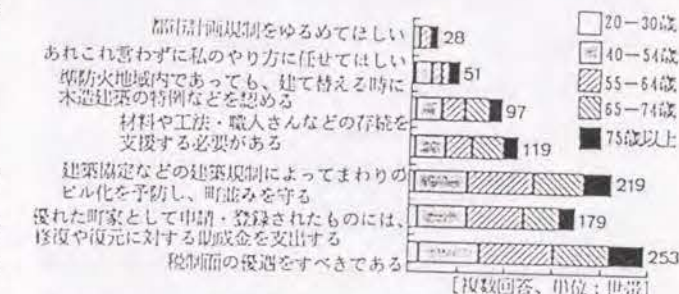 都市計画規制をゆるめてほしい 28
あれこれ言わずに私のやり方に任せてほしい 51
準防火地域内であっても、建て替える時に
木造建築の特例などを認める 97
材料や工法・職人さんなどの存続を
支援する必要がある 119
建築協定などの建築規制によってまわりの
ビル化を予防し、町並みを守る 219
優れた町家として申請・登録されたものには、
修復や復元に対する助成金を支出する 179
税制面の優遇をすべきである 253
[複数回答、単位：世帯]
20－30歳
40－54歳
55－64歳
65－74歳
75歳以上